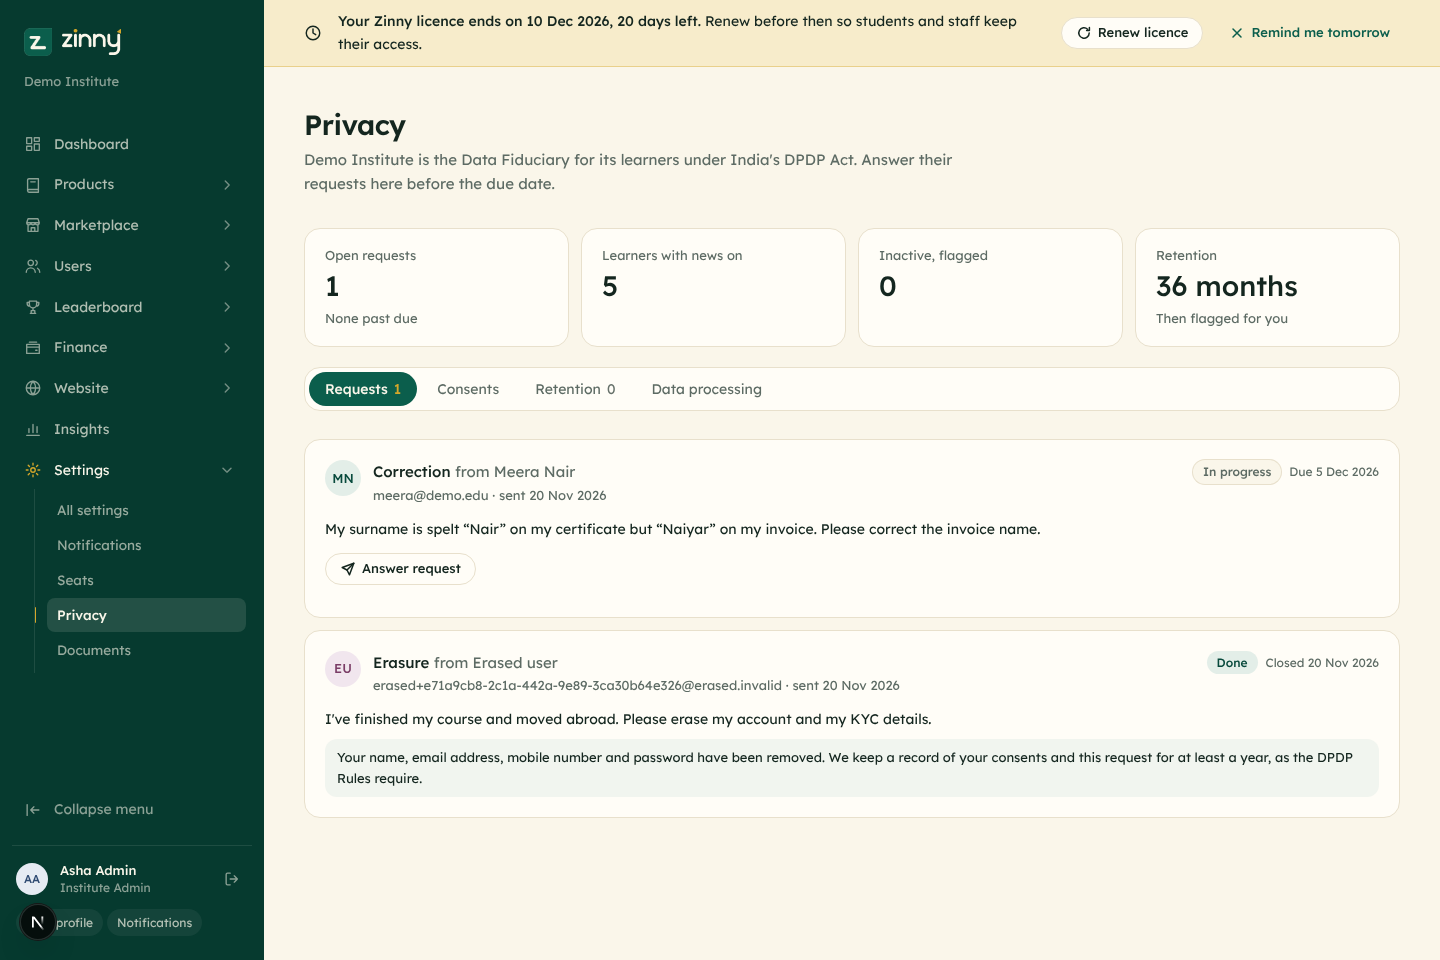 zinny
Demo Institute
Dashboard
Products
Marketplace
Users
Leaderboard
Finance
Website
Insights
Settings
All settings
Notifications
Seats
Privacy
Documents
Collapse menu
AA
Asha Admin
Institute Admin
N
profile
Notifications
Your Zinny licence ends on 10 Dec 2026, 20 days left. Renew before then so students and staff keep
their access.
Renew licence
Remind me tomorrow
Privacy
Demo Institute is the Data Fiduciary for its learners under India's DPDP Act. Answer their
requests here before the due date.
Open requests
1
None past due
Learners with news on
5
Inactive, flagged
0
Retention
36 months
Then flagged for you
Requests 1
Consents
Retention 0
Data processing
MN
Correction from Meera Nair
meera@demo.edu · sent 20 Nov 2026
In progress
Due 5 Dec 2026
My surname is spelt “Nair” on my certificate but “Naiyar” on my invoice. Please correct the invoice name.
Answer request
EU
Erasure from Erased user
erased+e71a9cb8-2c1a-442a-9e89-3ca30b64e326@erased.invalid · sent 20 Nov 2026
Done
Closed 20 Nov 2026
I've finished my course and moved abroad. Please erase my account and my KYC details.
Your name, email address, mobile number and password have been removed. We keep a record of your consents and this request for at least a year, as the DPDP
Rules require.